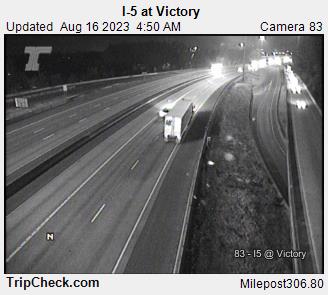 I-5 at Victory
Updated Aug 16 2023 4:50 AM Camera 83
T
N
83 - I5 @ Victory
TripCheck.com Milepost306.80